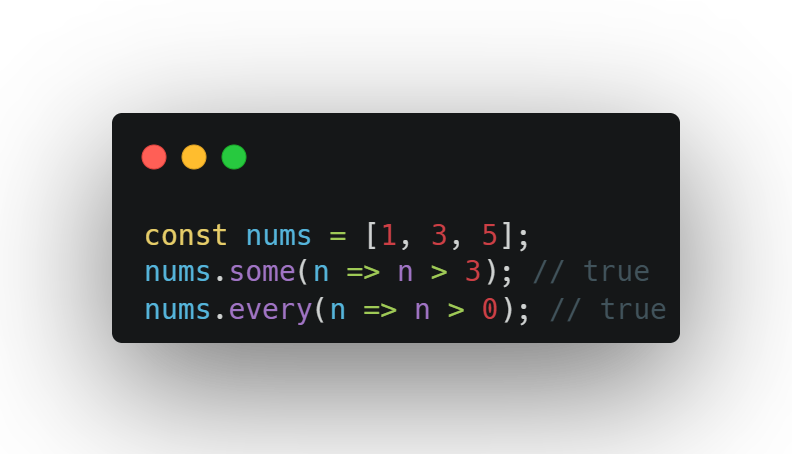 const nums = [1, 3, 5];
nums.some(n => n > 3); // true
nums.every(n => n > 0); // true